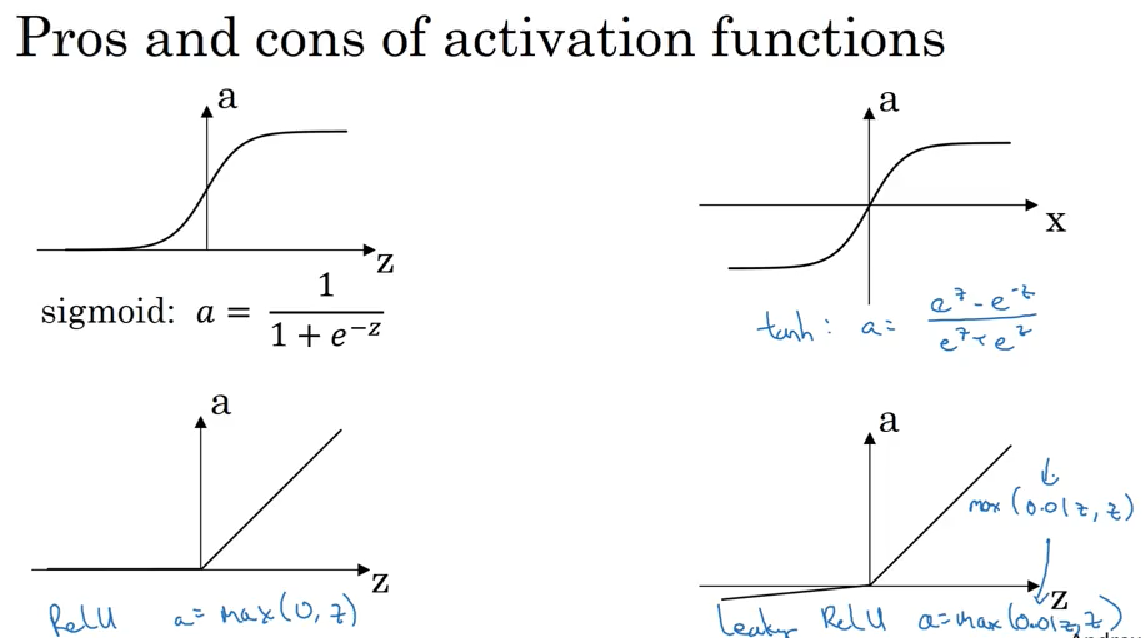 Pros and cons of activation functions
a
z
sigmoid: a = 1 / (1 + e^{-z})
a
x
tanh: a = (e^z - e^{-z}) / (e^z + e^z)
a
z
ReLU a = max(0, z)
a
max(0.01z, z)
z
Leaky ReLU a = max(0.01z, z)
Andrew